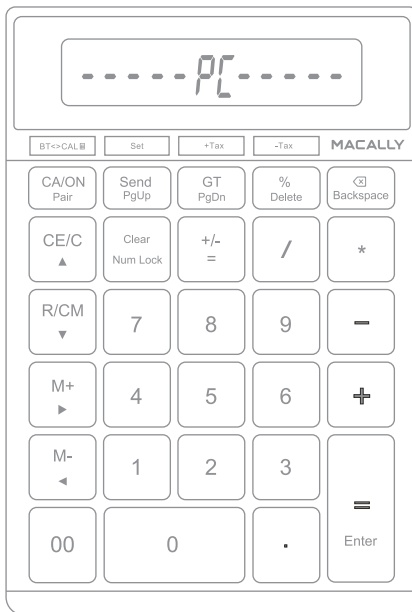 -----PC-----
BT<>CAL Set +Tax -Tax MACALLY
CA/ON Send GT % ⌫
Pair PgUp PgDn Delete Backspace
CE/C Clear +/- / *
▲ Num Lock =
R/CM 7 8 9 -
▼
M+ 4 5 6 +
▶
M- 1 2 3
◀
=
00 0 . Enter